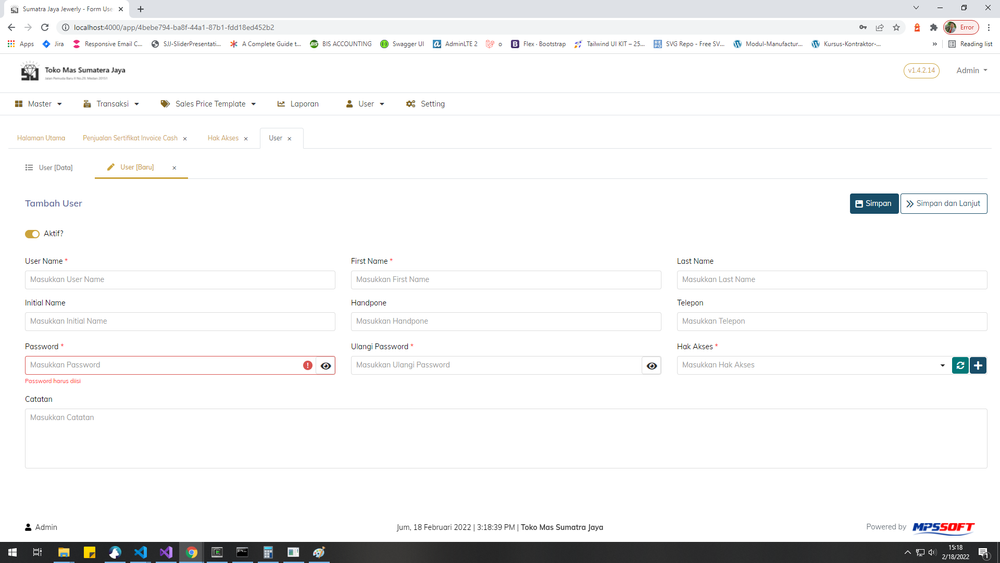 Sumatra Jaya Jewerly - Form Use
localhost:4000/app/4bebe794-ba8f-44a1-87b1-fdd18ed452b2
Error
Apps
Jira
Responsive Email C...
SJJ-SliderPresentati...
A Complete Guide t...
BIS ACCOUNTING
Swagger UI
AdminLTE 2
o
Flex · Bootstrap
Tailwind UI KIT – 25...
SVG Repo - Free SV...
Modul-Manufactur...
Kursus-Kontraktor-...
»
Reading list
Toko Mas Sumatera Jaya
v1.4.2.14
Admin
Master
Transaksi
Sales Price Template
Laporan
User
Setting
Halaman Utama
Penjualan Sertifikat Invoice Cash ×
Hak Akses ×
User ×
User [Data]
User [Baru] ×
Tambah User
Simpan
Simpan dan Lanjut
Aktif?
User Name *
First Name *
Last Name
Masukkan User Name
Masukkan First Name
Masukkan Last Name
Initial Name
Handpone
Telepon
Masukkan Initial Name
Masukkan Handpone
Masukkan Telepon
Password *
Ulangi Password *
Hak Akses *
Masukkan Password
Masukkan Ulangi Password
Masukkan Hak Akses
Password harus diisi
Catatan
Masukkan Catatan
Admin
Jum, 18 Februari 2022 | 3:18:39 PM | Toko Mas Sumatra Jaya
Powered by MPSSOFT
15:18
2/18/2022
1